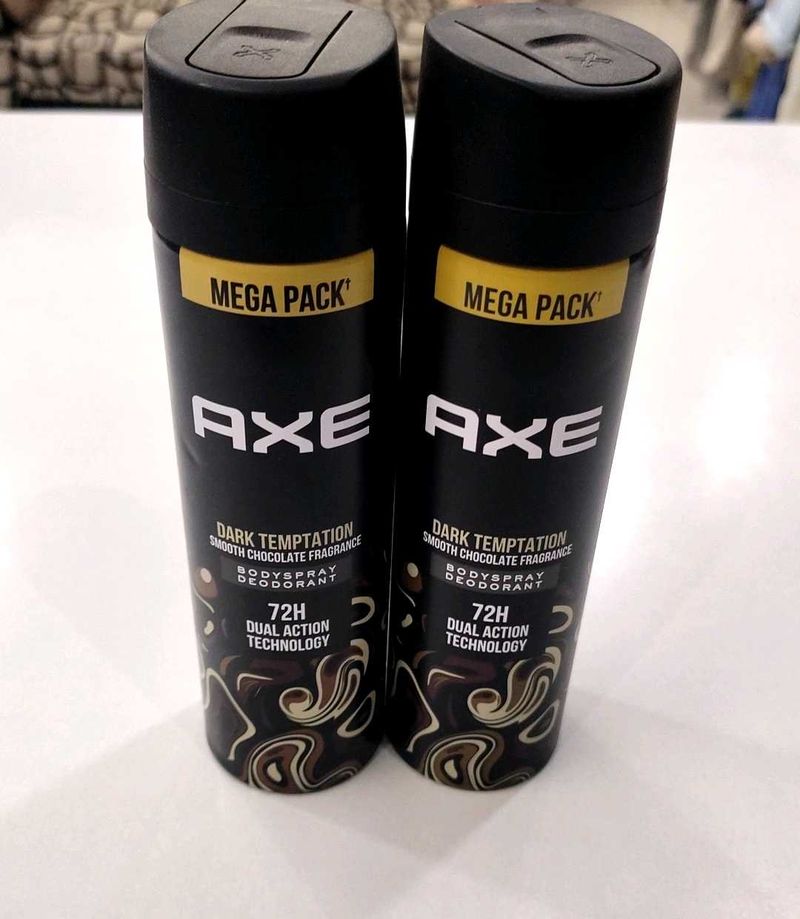 MEGA PACK†
AXE
DARK TEMPTATION
SMOOTH CHOCOLATE FRAGRANCE
BODYSPRAY
DEODORANT
72H
DUAL ACTION
TECHNOLOGY
MEGA PACK†
AXE
DARK TEMPTATION
SMOOTH CHOCOLATE FRAGRANCE
BODYSPRAY
DEODORANT
72H
DUAL ACTION
TECHNOLOGY